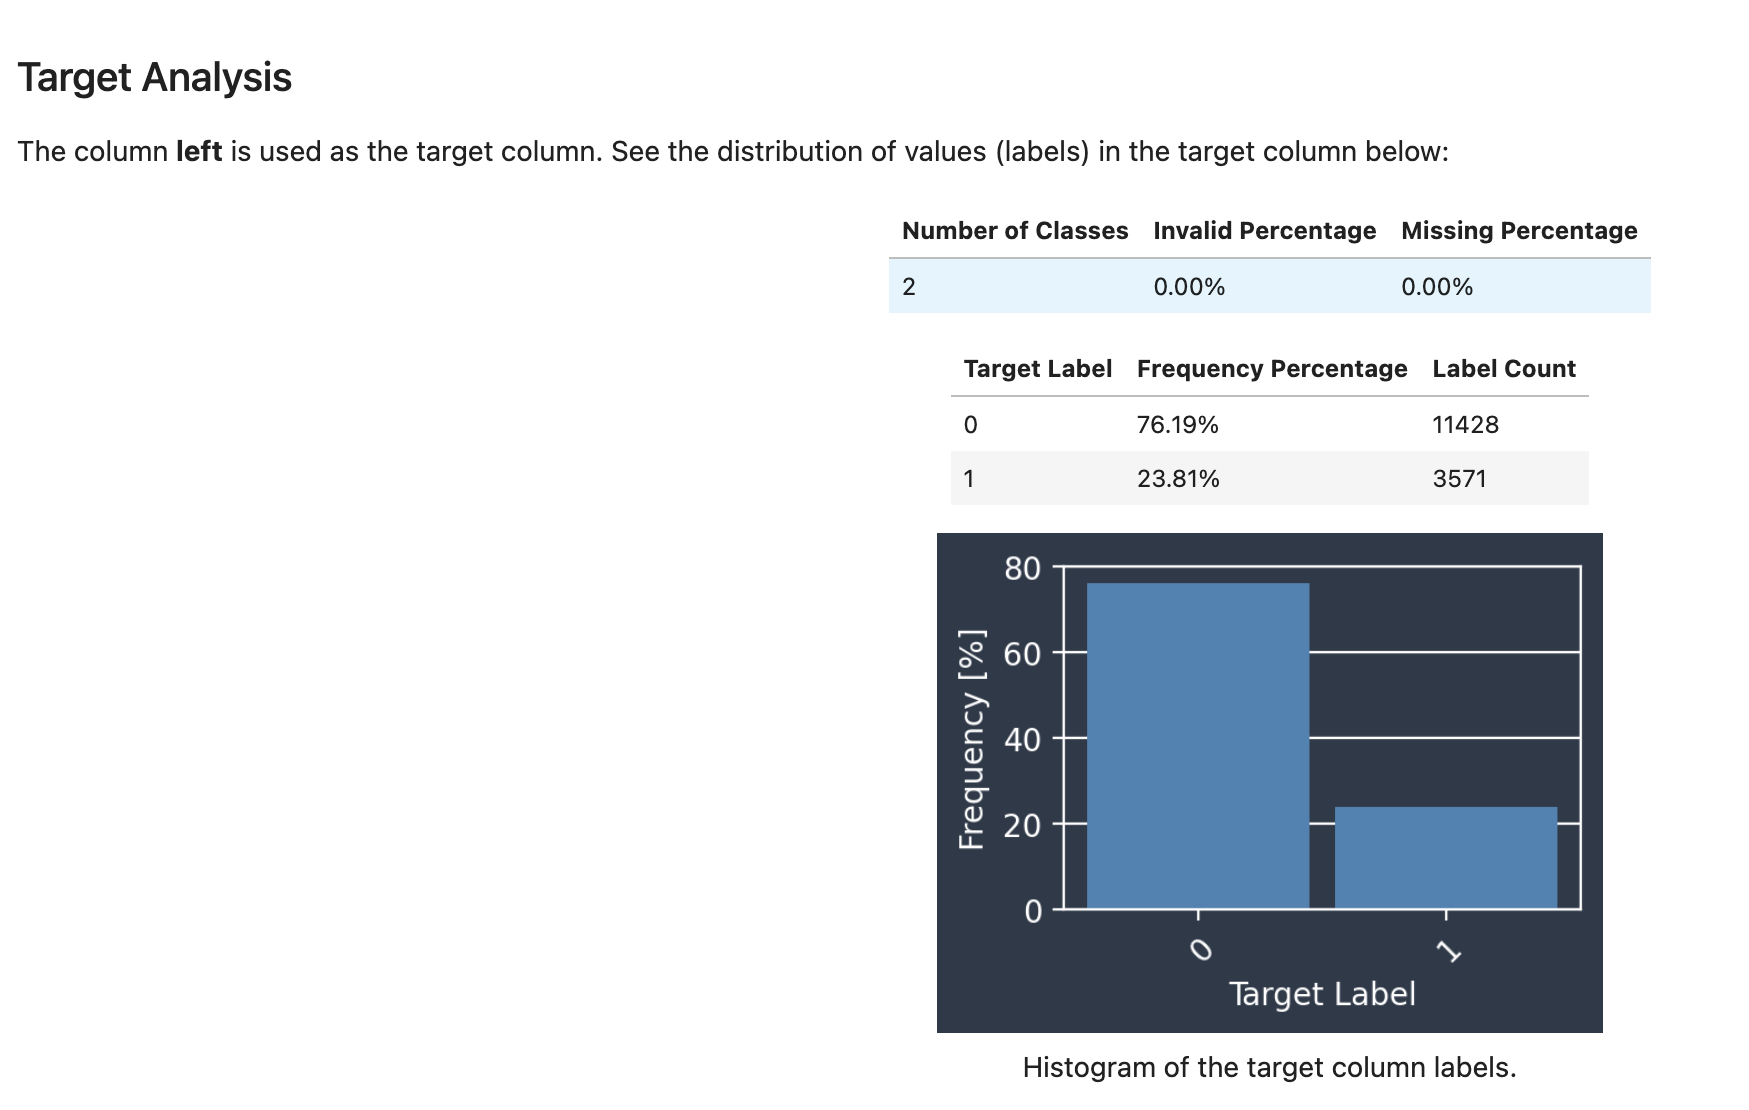 Target Analysis
The column left is used as the target column. See the distribution of values (labels) in the target column below:
Number of Classes Invalid Percentage Missing Percentage
2 0.00% 0.00%
Target Label Frequency Percentage Label Count
0 76.19% 11428
1 23.81% 3571
80
60
40
20
0
Frequency [%]
0 1
Target Label
Histogram of the target column labels.